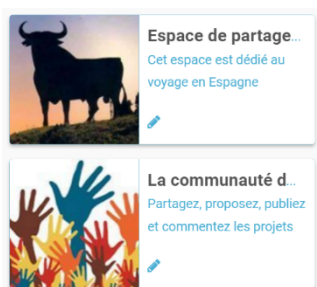 Espace de partage...
Cet espace est dédié au
voyage en Espagne
La communauté d...
Partagez, proposez, publiez
et commentez les projets